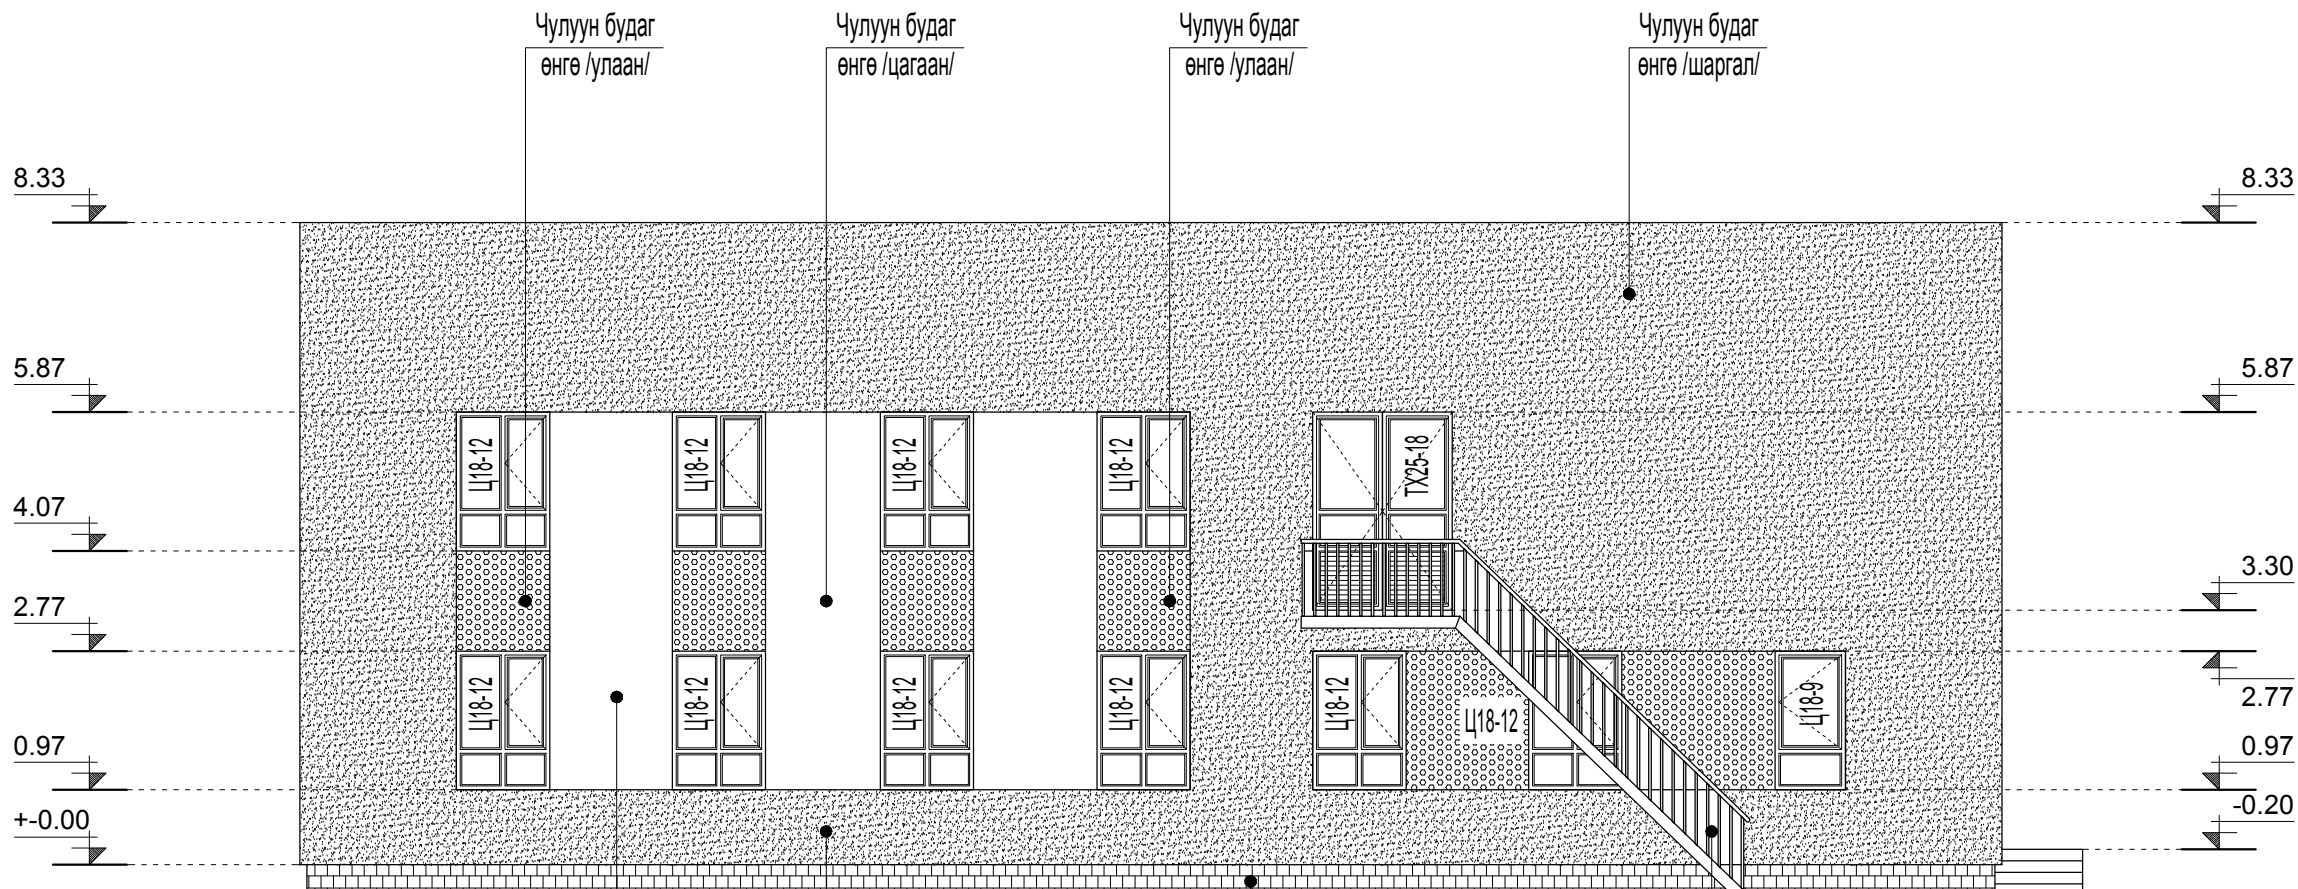 Чулуун будаг
өнгө /улаан/
Чулуун будаг
өнгө /цагаан/
Чулуун будаг
өнгө /улаан/
Чулуун будаг
өнгө /шаргал/
8.33
8.33
5.87
5.87
Ц18-12
Ц18-12
Ц18-12
Ц18-12
ТХ25-18
4.07
3.30
2.77
2.77
Ц18-12
Ц18-12
Ц18-12
Ц18-12
Ц18-12
Ц18-12
Ц18-9
0.97
0.97
+-0.00
-0.20